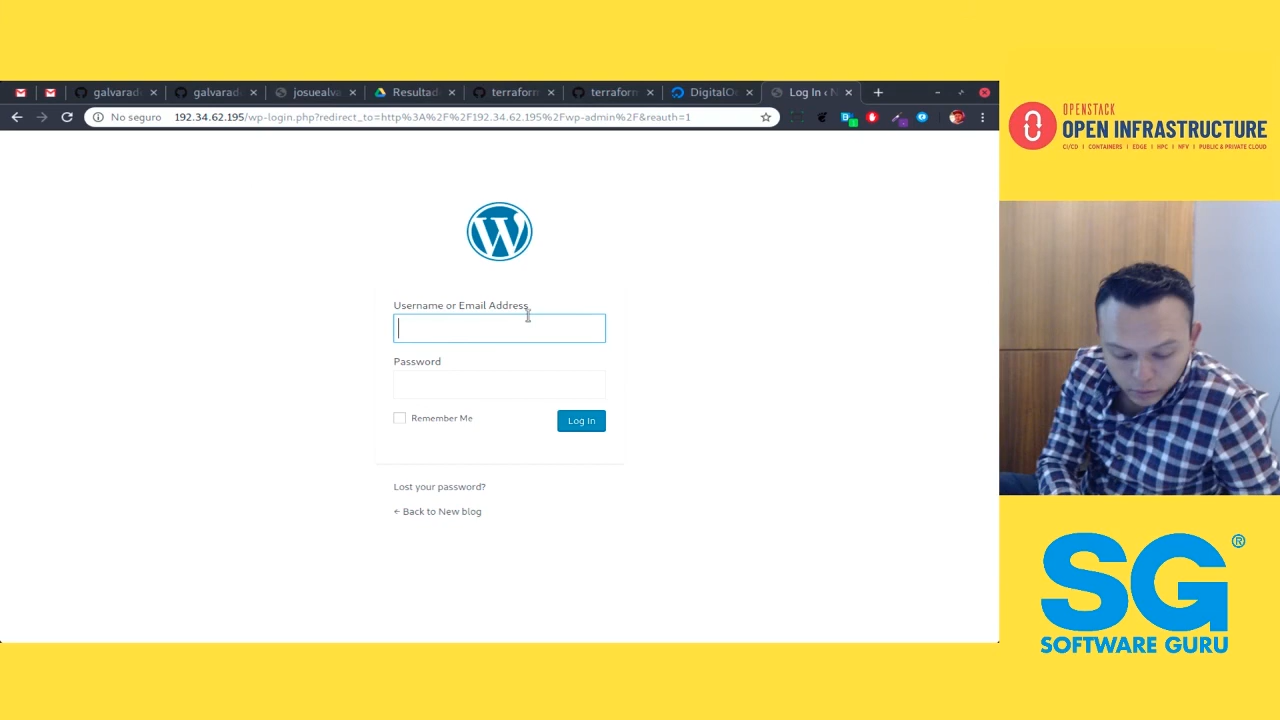 galvarad
galvarad
josuealva
Resultad
terraform
terraform
DigitalO
Log In ‹ N
No seguro
192.34.62.195/wp-login.php?redirect_to=http%3A%2F%2F192.34.62.195%2Fwp-admin%2F&reauth=1
Username or Email Address
Password
Remember Me
Log In
Lost your password?
← Back to New blog
OPENSTACK
OPEN INFRASTRUCTURE
CI/CD | CONTAINERS | EDGE | HPC | NFV | PUBLIC & PRIVATE CLOUD
SG®
SOFTWARE GURU